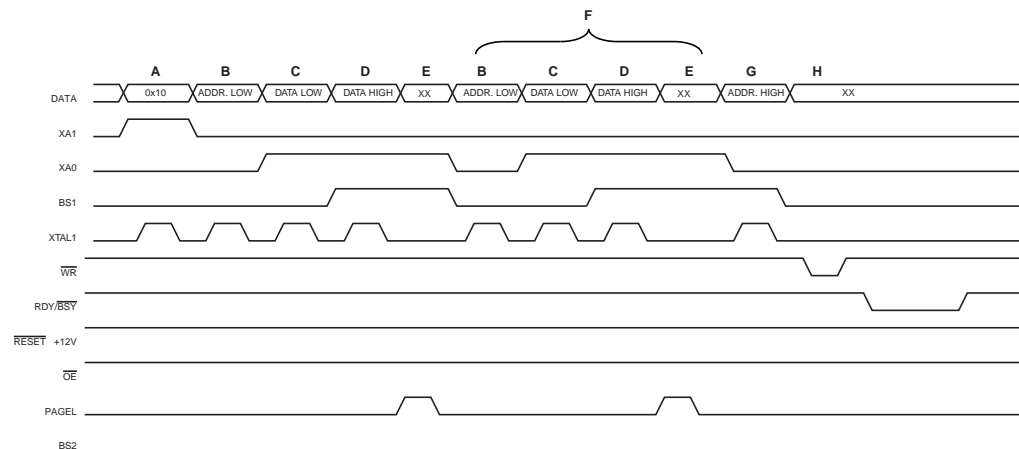 F
A B C D E B C D E G H
DATA 0x10 ADDR. LOW DATA LOW DATA HIGH XX ADDR. LOW DATA LOW DATA HIGH XX ADDR. HIGH XX
XA1
XA0
BS1
XTAL1
WR
RDY/BSY
RESET +12V
OE
PAGEL
BS2